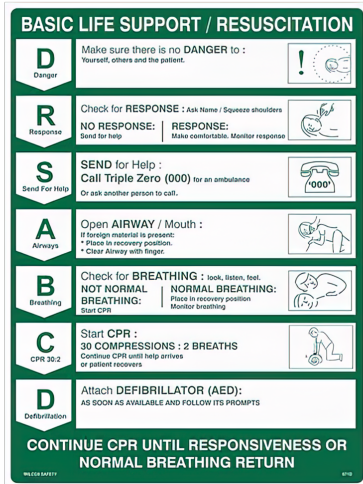 BASIC LIFE SUPPORT / RESUSCITATION
D
Danger
Make sure there is no DANGER to :
Yourself, others and the patient.
R
Response
Check for RESPONSE : Ask Name / Squeeze shoulders
NO RESPONSE:
Send for help
RESPONSE:
Make comfortable. Monitor response
S
Send For Help
SEND for Help :
Call Triple Zero (000) for an ambulance
Or ask another person to call.
'000'
A
Airways
Open AIRWAY / Mouth :
If foreign material is present:
* Place in recovery position.
* Clear Airway with finger.
B
Breathing
Check for BREATHING : look, listen, feel.
NOT NORMAL
BREATHING:
Start CPR
NORMAL BREATHING:
Place in recovery position
Monitor breathing
C
CPR 30:2
Start CPR :
30 COMPRESSIONS : 2 BREATHS
Continue CPR until help arrives
or patient recovers
D
Defibrillation
Attach DEFIBRILLATOR (AED):
AS SOON AS AVAILABLE AND FOLLOW ITS PROMPTS
CONTINUE CPR UNTIL RESPONSIVENESS OR
NORMAL BREATHING RETURN